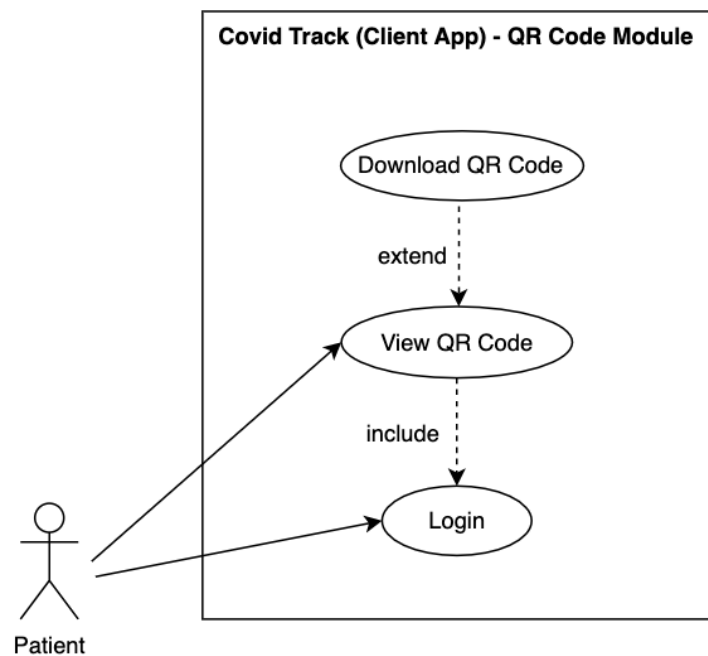 Covid Track (Client App) - QR Code Module
Download QR Code
extend
View QR Code
include
Login
Patient